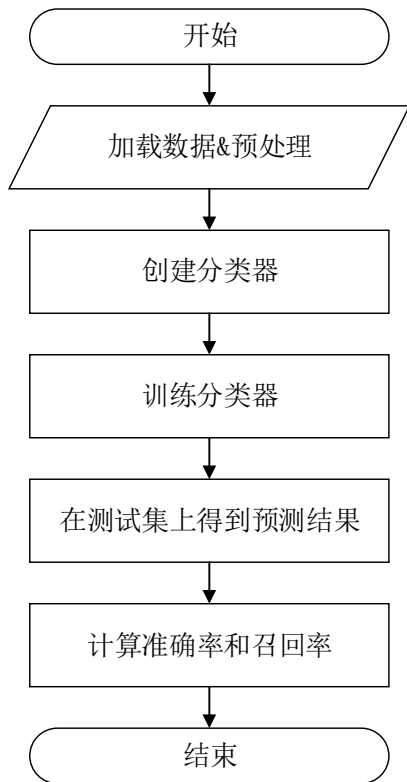 开始
加载数据&预处理
创建分类器
训练分类器
在测试集上得到预测结果
计算准确率和召回率
结束